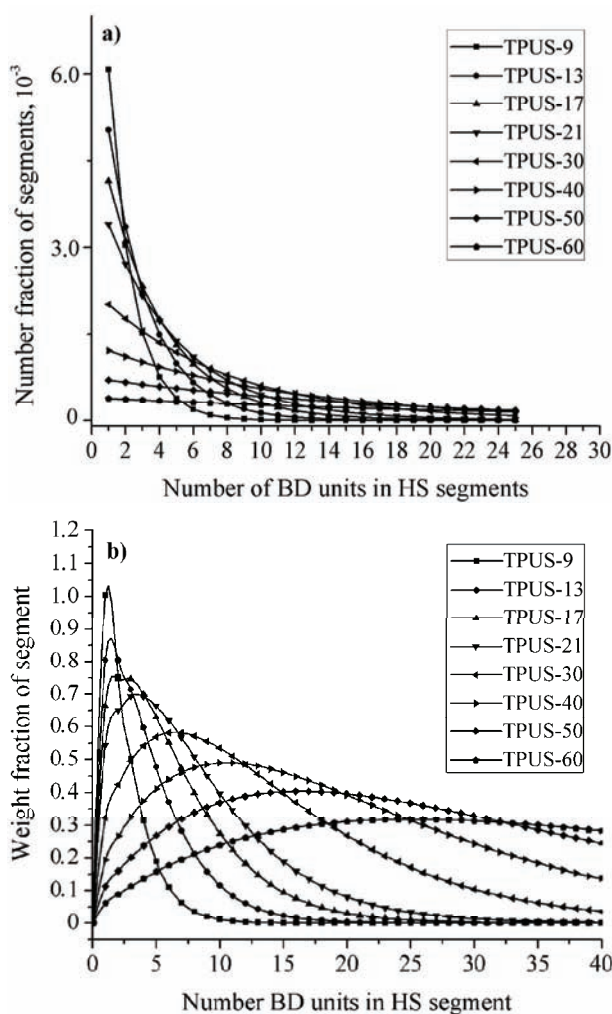 a)
6.0
3.0
0
Number fraction of segments, 10⁻³
TPUS-9
TPUS-13
TPUS-17
TPUS-21
TPUS-30
TPUS-40
TPUS-50
TPUS-60
0 2 4 6 8 10 12 14 16 18 20 22 24 26 28 30
Number of BD units in HS segments
b)
1.2
1.1
1.0
0.9
0.8
0.7
0.6
0.5
0.4
0.3
0.2
0.1
0
Weight fraction of segment
TPUS-9
TPUS-13
TPUS-17
TPUS-21
TPUS-30
TPUS-40
TPUS-50
TPUS-60
0 5 10 15 20 25 30 35 40
Number BD units in HS segment